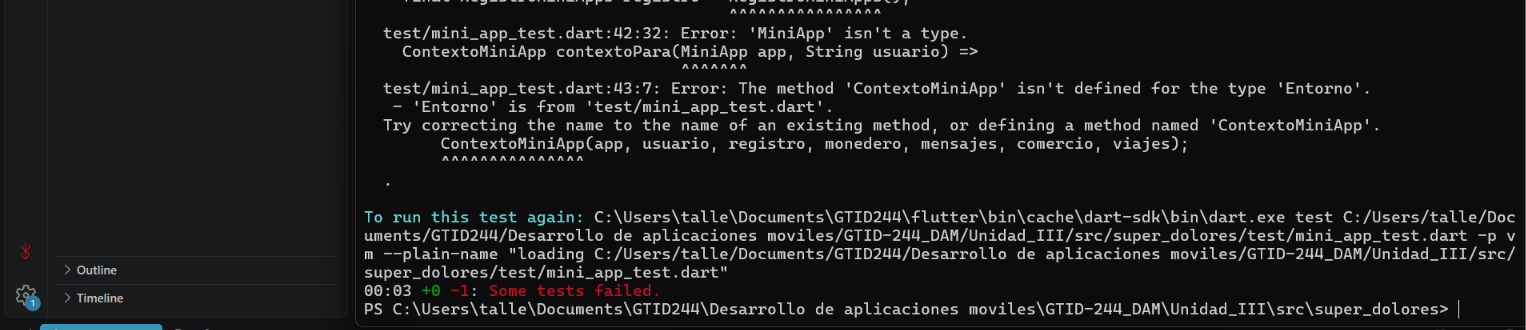 ^^^^^^^^^^^^^^^^
test/mini_app_test.dart:42:32: Error: 'MiniApp' isn't a type.
ContextoMiniApp contextoPara(MiniApp app, String usuario) =>
^^^^^^^
test/mini_app_test.dart:43:7: Error: The method 'ContextoMiniApp' isn't defined for the type 'Entorno'.
- 'Entorno' is from 'test/mini_app_test.dart'.
Try correcting the name to the name of an existing method, or defining a method named 'ContextoMiniApp'.
ContextoMiniApp(app, usuario, registro, monedero, mensajes, comercio, viajes);
^^^^^^^^^^^^^^^
.
To run this test again: C:\Users\talle\Documents\GTID244\flutter\bin\cache\dart-sdk\bin\dart.exe test C:/Users/talle/Doc
uments/GTID244/Desarrollo de aplicaciones moviles/GTID-244_DAM/Unidad_III/src/super_dolores/test/mini_app_test.dart -p v
m --plain-name "loading C:/Users/talle/Documents/GTID244/Desarrollo de aplicaciones moviles/GTID-244_DAM/Unidad_III/src/
super_dolores/test/mini_app_test.dart"
00:03 +0 -1: Some tests failed.
PS C:\Users\talle\Documents\GTID244\Desarrollo de aplicaciones moviles\GTID-244_DAM\Unidad_III\src\super_dolores>
Outline
Timeline
1